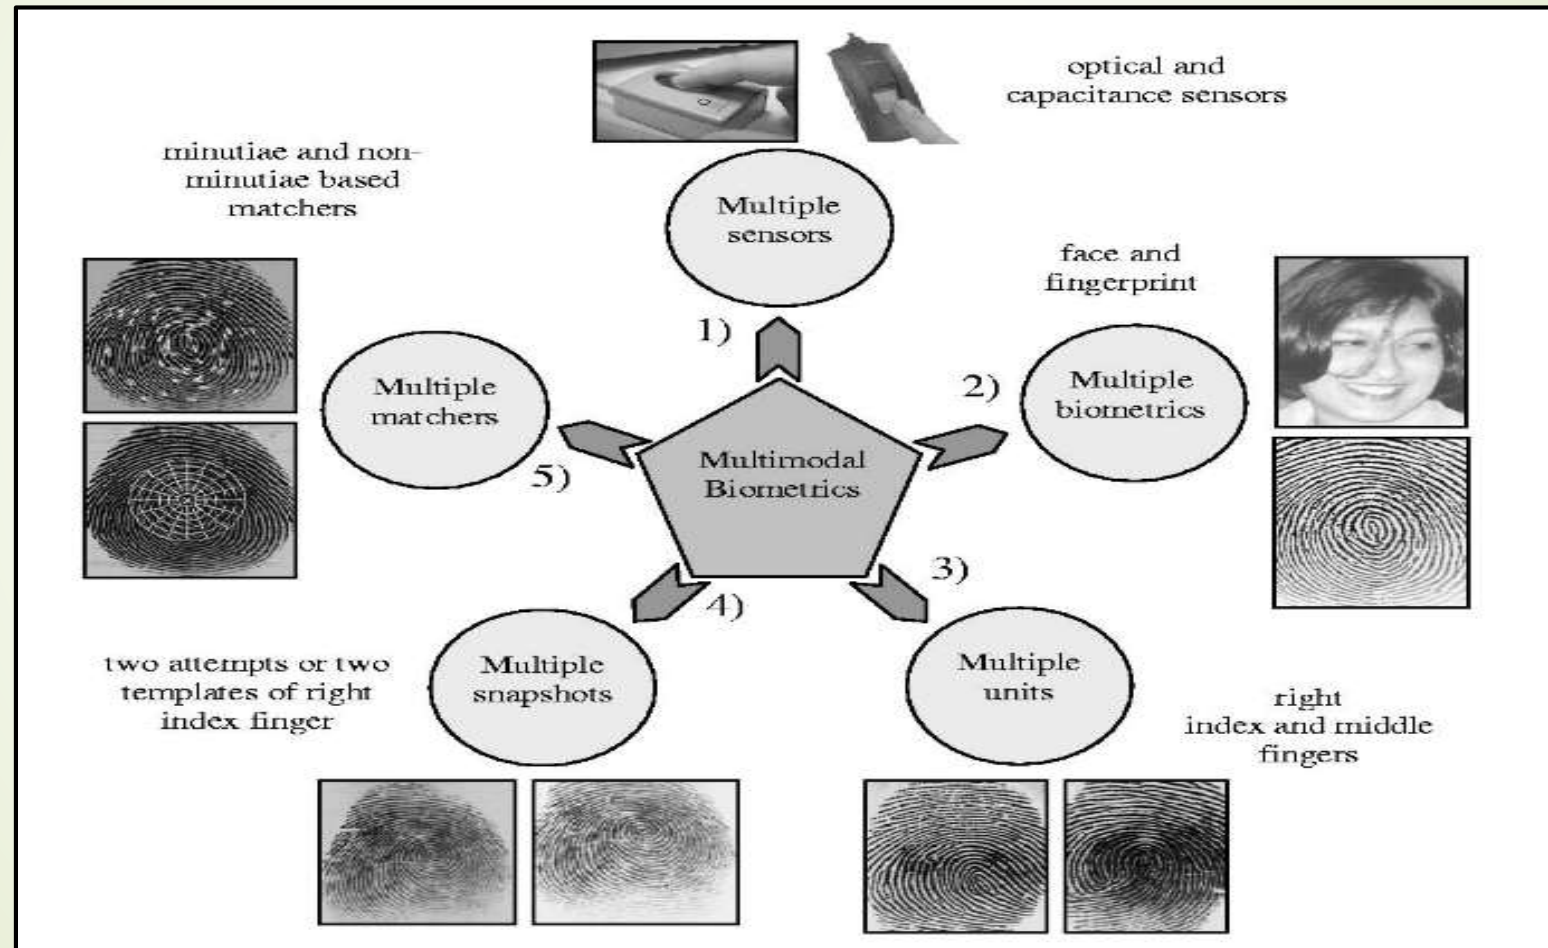 optical and
capacitance sensors
minutiae and non-
minutiae based
matchers
Multiple
sensors
face and
fingerprint
1)
2)
Multiple
biometrics
Multiple
matchers
5)
Multimodal
Biometrics
3)
4)
Multiple
units
right
index and middle
fingers
Multiple
snapshots
two attempts or two
templates of right
index finger